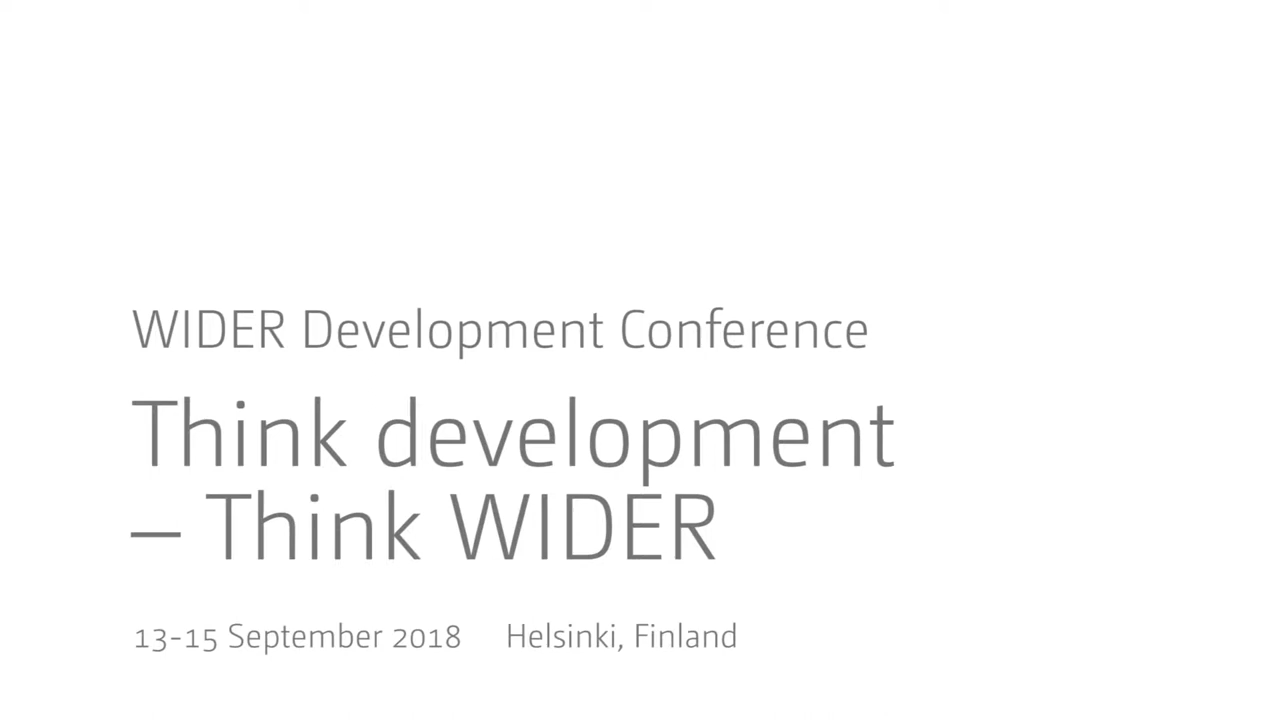 WIDER Development Conference
Think development
– Think WIDER
13-15 September 2018 Helsinki, Finland